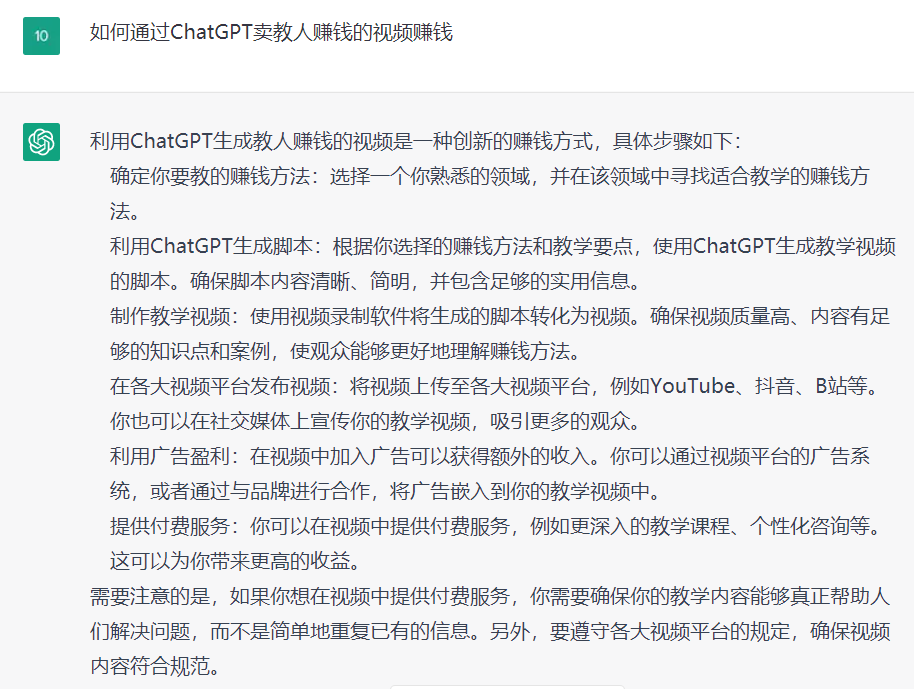 10
如何通过ChatGPT卖教人赚钱的视频赚钱
利用ChatGPT生成教人赚钱的视频是一种创新的赚钱方式，具体步骤如下：
确定你要教的赚钱方法：选择一个你熟悉的领域，并在该领域中寻找适合教学的赚钱方
法。
利用ChatGPT生成脚本：根据你选择的赚钱方法和教学要点，使用ChatGPT生成教学视频
的脚本。确保脚本内容清晰、简明，并包含足够的实用信息。
制作教学视频：使用视频录制软件将生成的脚本转化为视频。确保视频质量高、内容有足
够的知识点和案例，使观众能够更好地理解赚钱方法。
在各大视频平台发布视频：将视频上传至各大视频平台，例如YouTube、抖音、B站等。
你也可以在社交媒体上宣传你的教学视频，吸引更多的观众。
利用广告盈利：在视频中加入广告可以获得额外的收入。你可以通过视频平台的广告系
统，或者通过与品牌进行合作，将广告嵌入到你的教学视频中。
提供付费服务：你可以在视频中提供付费服务，例如更深入的教学课程、个性化咨询等。
这可以为你带来更高的收益。
需要注意的是，如果你想在视频中提供付费服务，你需要确保你的教学内容能够真正帮助人
们解决问题，而不是简单地重复已有的信息。另外，要遵守各大视频平台的规定，确保视频
内容符合规范。